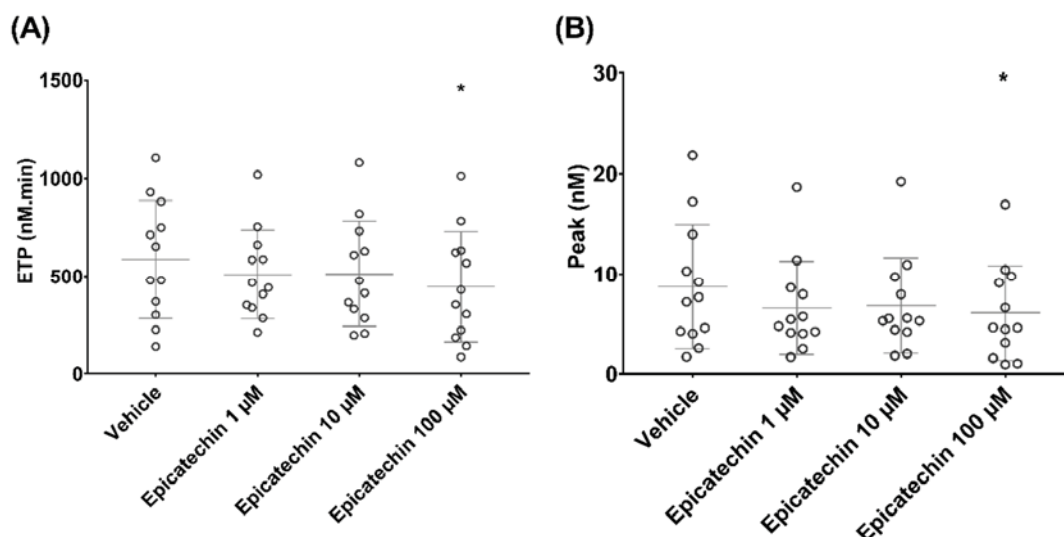 (A)
ETP (nM.min)
1500
1000
500
0
*
Vehicle
Epicatechin 1 µM
Epicatechin 10 µM
Epicatechin 100 µM
(B)
Peak (nM)
30
20
10
0
*
Vehicle
Epicatechin 1 µM
Epicatechin 10 µM
Epicatechin 100 µM